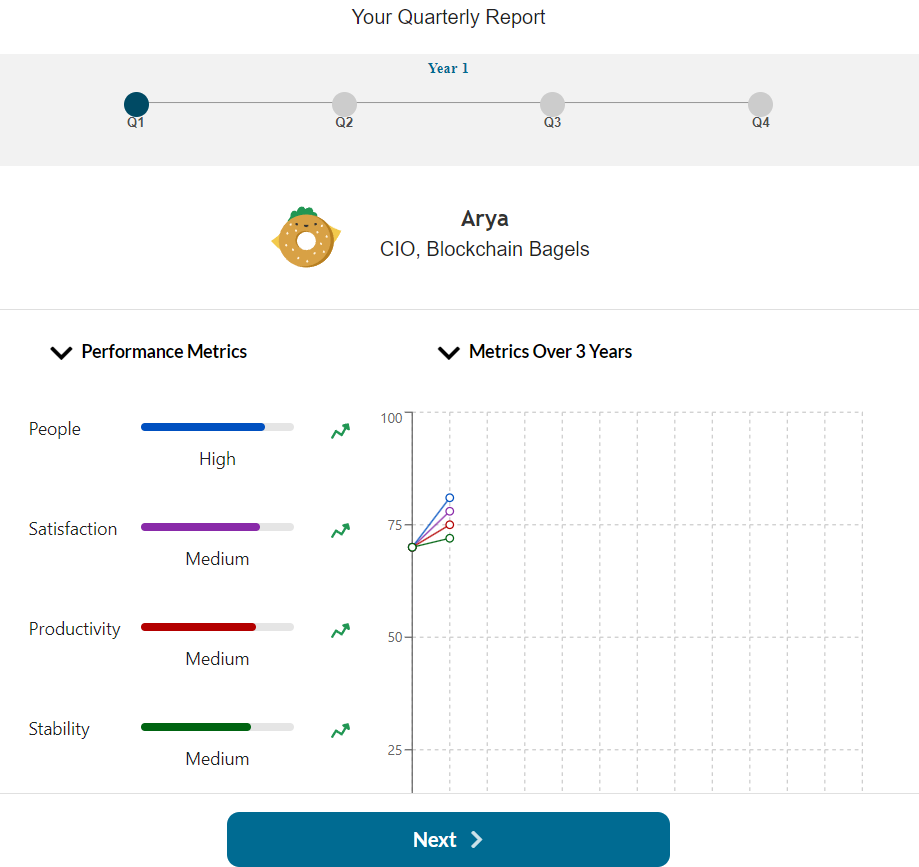 Your Quarterly Report
Year 1
Q1 Q2 Q3 Q4
Arya
CIO, Blockchain Bagels
Performance Metrics
People
High
Satisfaction
Medium
Productivity
Medium
Stability
Medium
Metrics Over 3 Years
100
75
50
25
Next